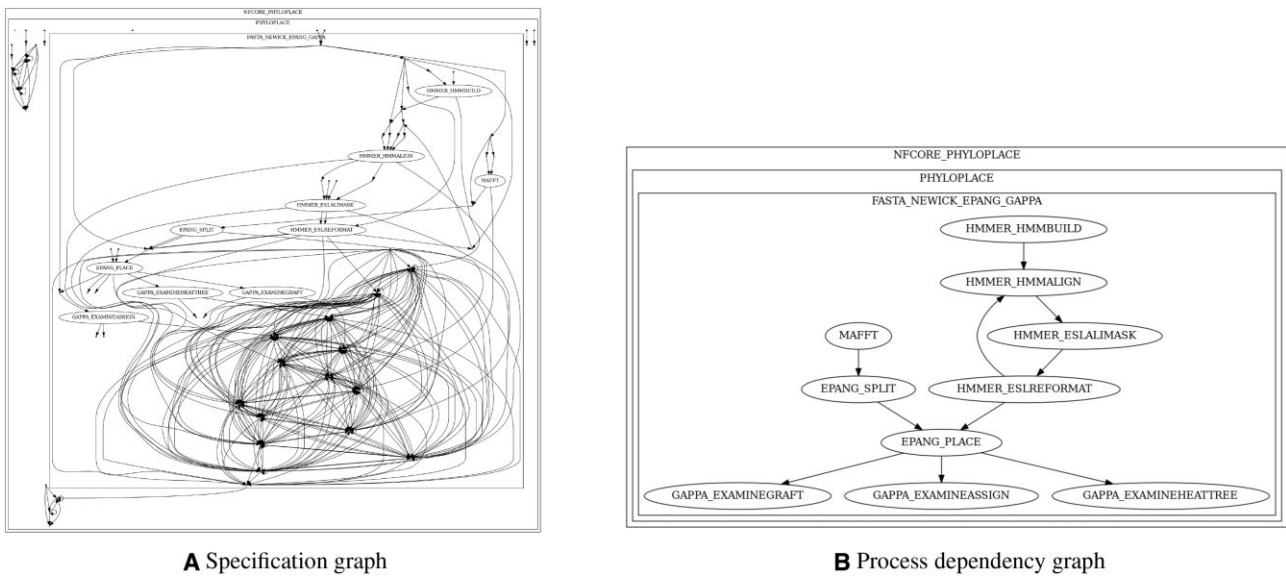 NFCORE_PHYLOPLACE
PHYLOPLACE
FASTA_NEWICK_EPANG_GAPPA
HMMER_HMMBUILD
HMMER_HMMALIGN
MAFFT
HMMER_ESLALIMASK
EPANG_SPLIT
HMMER_ESLREFORMAT
EPANG_PLACE
GAPPA_EXAMINEHEATTREE
GAPPA_EXAMINEGRAFT
GAPPA_EXAMINEASSIGN
A Specification graph
NFCORE_PHYLOPLACE
PHYLOPLACE
FASTA_NEWICK_EPANG_GAPPA
HMMER_HMMBUILD
HMMER_HMMALIGN
MAFFT
HMMER_ESLALIMASK
EPANG_SPLIT
HMMER_ESLREFORMAT
EPANG_PLACE
GAPPA_EXAMINEGRAFT
GAPPA_EXAMINEASSIGN
GAPPA_EXAMINEHEATTREE
B Process dependency graph